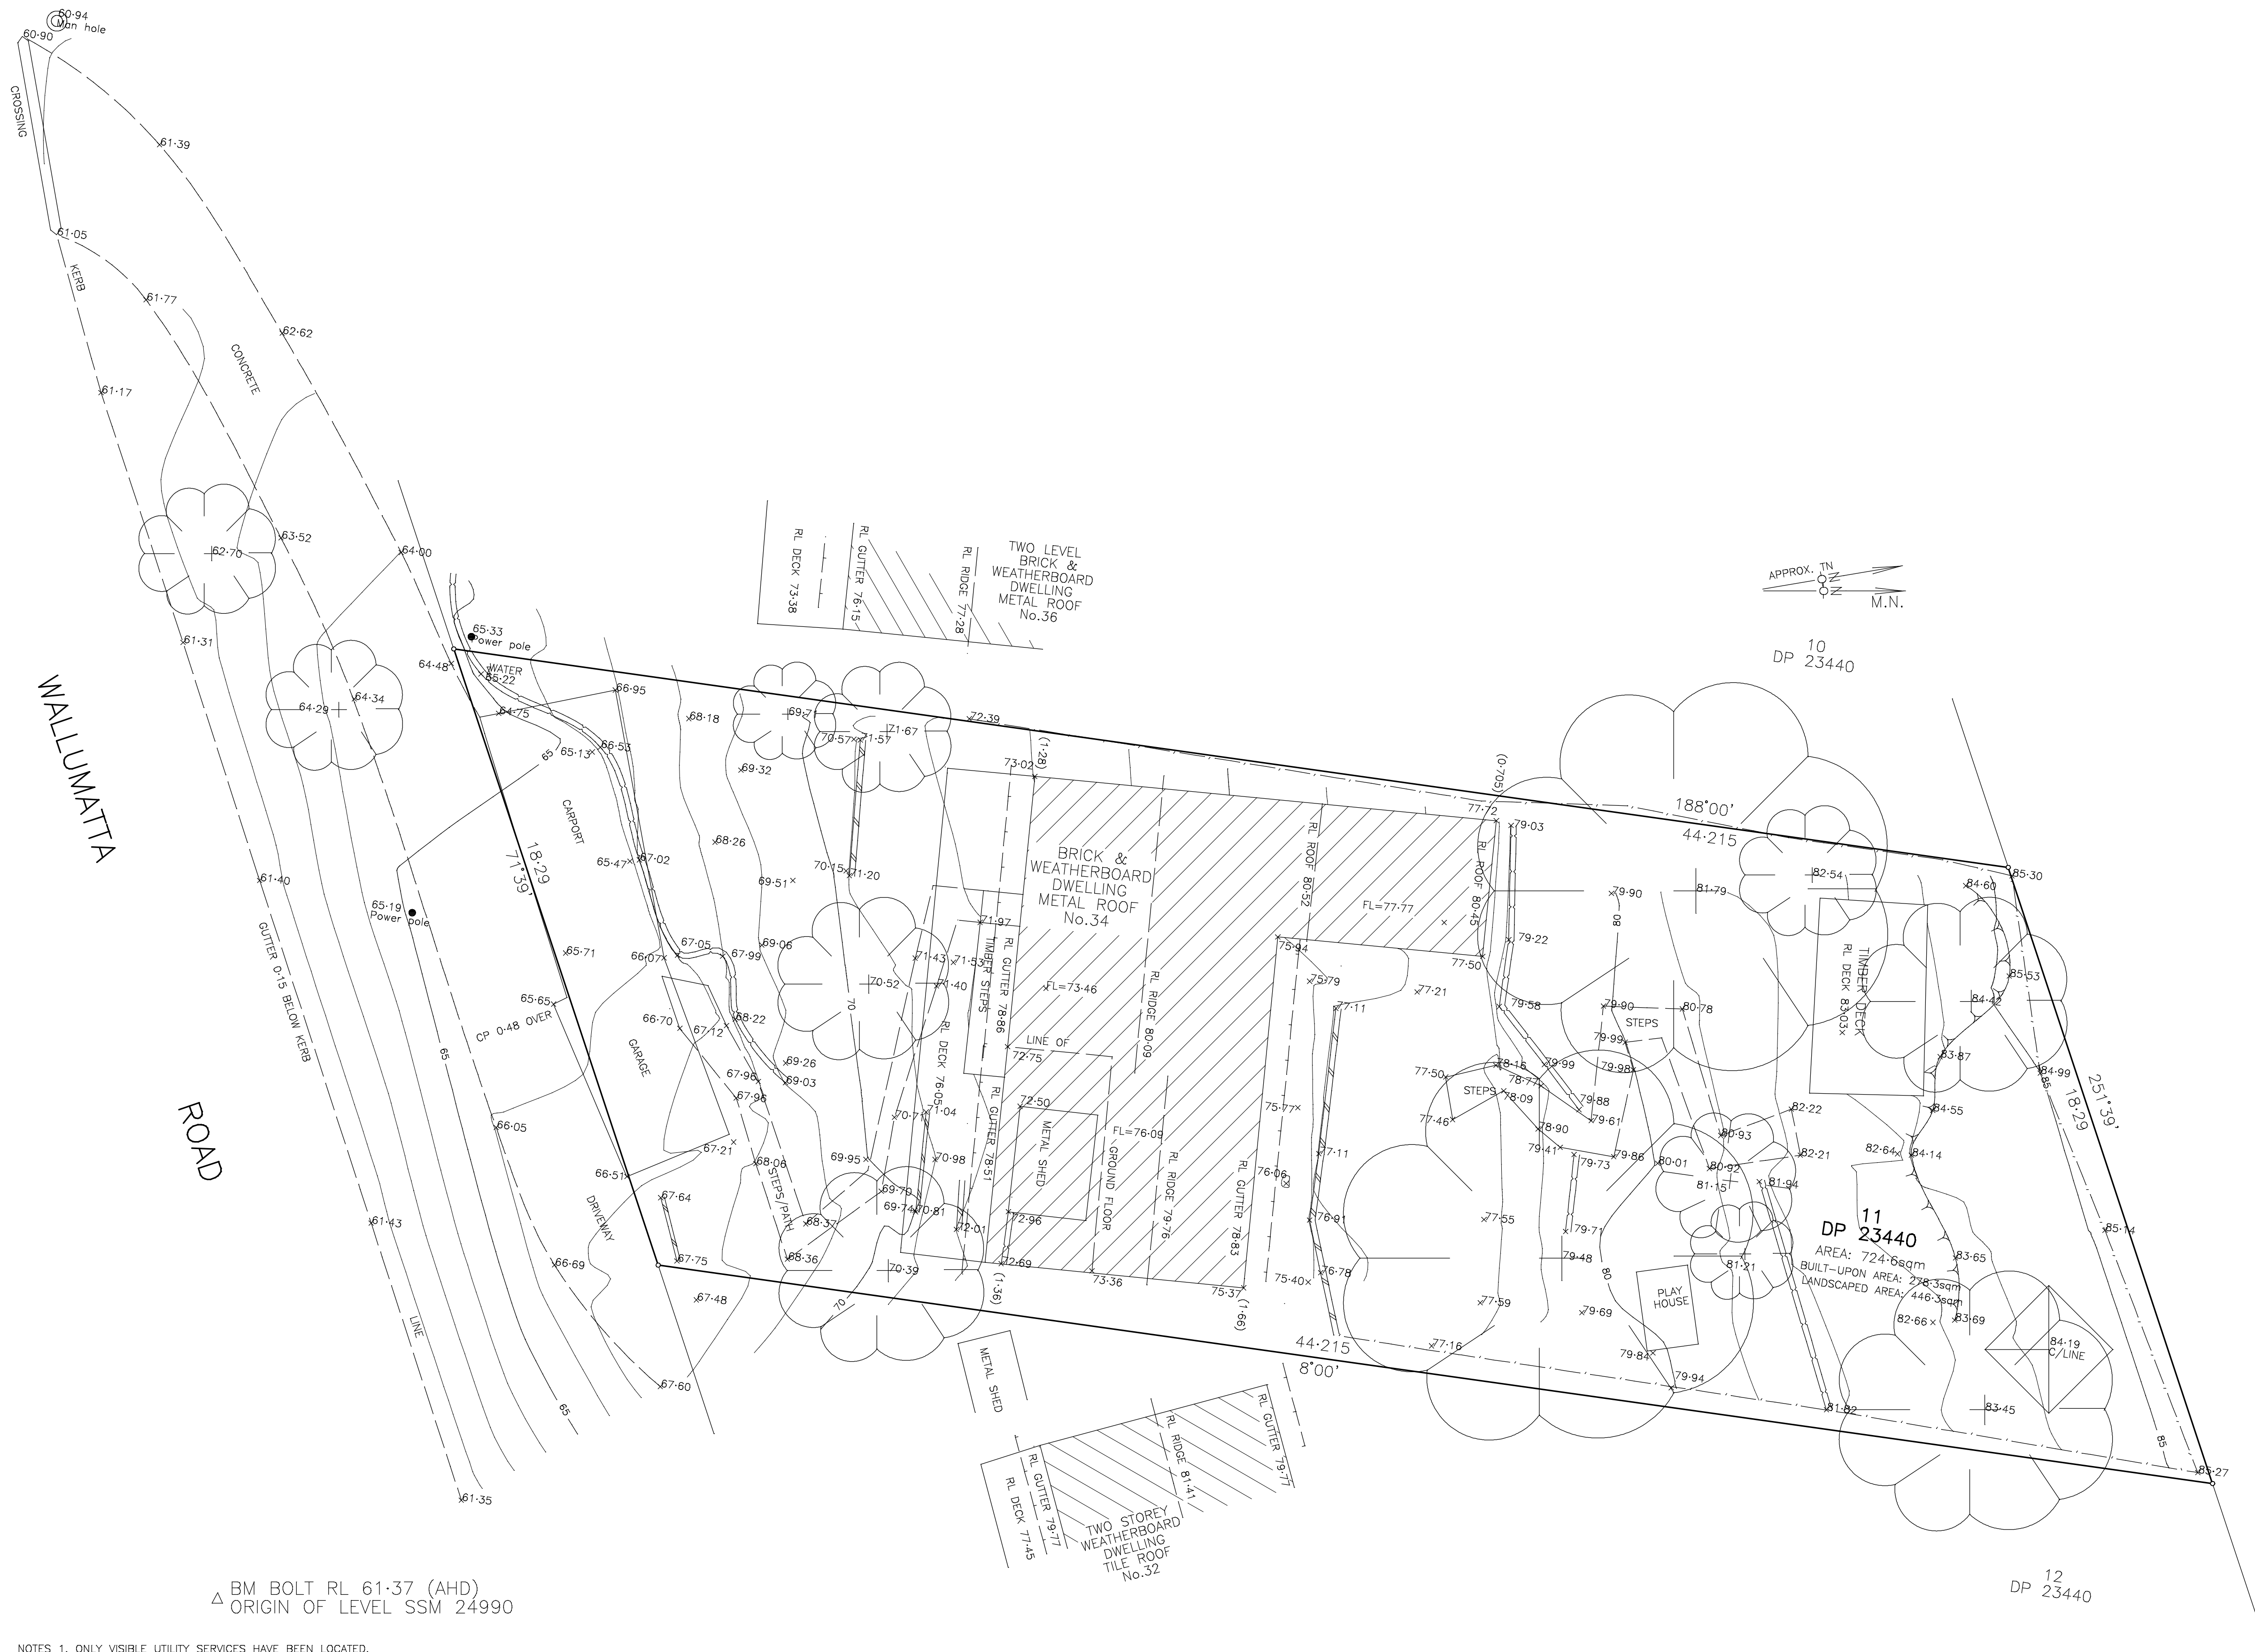 60·94
Man hole
60·90
CROSSING
61·39
61·05
KERB
61·77
62·62
CONCRETE
61·17
62·70
63·52
64·00
61·31
64·29
64·34
WALLUMATTA
ROAD
65·33
Power pole
64·48
WATER
65·22
64·75
66·95
65·13
66·53
65
68·18
69·71
71·67
70·57
71·57
72·39
RL DECK 73·38
RL GUTTER 76·15
RL RIDGE 77·28
TWO LEVEL
BRICK &
WEATHERBOARD
DWELLING
METAL ROOF
No.36
APPROX. TN
N
N
M.N.
10
DP 23440
69·32
73·02
(1·28)
(0·705)
77·72
79·03
188°00'
44·215
CARPORT
18·29
71°39'
65·47
67·02
68·26
69·51
70·15
71·20
BRICK &
WEATHERBOARD
DWELLING
METAL ROOF
No.34
RL ROOF 80·52
RL ROOF 80·45
FL=77·77
79·90
80
81·79
82·54
84·60
85·30
61·40
65·19
Power pole
65·71
66·07
67·05
67·99
69·06
71·97
71·43
71·53
71·40
70·52
70
TIMBER STEPS
RL GUTTER 78·86
FL=73·46
RL RIDGE 80·09
75·94
75·79
77·50
77·21
79·22
79·58
77·11
79·90
80·78
STEPS
TIMBER DECK
RL DECK 83·03
85·53
84·42
GUTTER 0·15 BELOW KERB
LINE
65·65
CP 0·48 OVER
66·70
67·12
68·22
GARAGE
69·26
69·03
67·96
67·96
RL DECK 76·05
LINE OF
72·75
GROUND FLOOR
79·99
79·98
79·99
78·16
78·77
77·50
STEPS
78·09
77·46
79·88
79·61
83·87
84·99
85
251°39'
18·29
65
66·05
67·21
66·51
68·06
STEPS/PATH
70·71
71·04
70·98
69·95
RL GUTTER 78·51
72·50
METAL SHED
FL=76·09
RL RIDGE 79·76
75·77
77·11
76·06
RL GUTTER 78·83
78·90
79·41
79·73
79·86
80·01
80·93
80·92
82·22
82·21
82·64
84·14
84·55
81·15
81·94
61·43
DRIVEWAY
67·64
67·75
68·37
68·36
69·70
69·74
70·81
72·01
72·96
72·69
(1·36)
73·36
75·37
(1·66)
76·91
76·78
75·40
77·55
79·71
79·48
81·21
11
DP 23440
AREA: 724·6sqm
BUILT-UPON AREA: 278·3sqm
LANDSCAPED AREA: 446·3sqm
83·65
85·14
66·69
67·48
70·39
70
77·59
77·16
79·69
80
PLAY
HOUSE
79·84
79·94
82·66
83·69
84·19
C/LINE
44·215
8°00'
67·60
65
METAL SHED
RL DECK 77·45
RL GUTTER 79·77
RL RIDGE 81·41
RL GUTTER 79·77
TWO STOREY
WEATHERBOARD
DWELLING
TILE ROOF
No.32
81·82
83·45
85
85·27
61·35
12
DP 23440
BM BOLT RL 61·37 (AHD)
ORIGIN OF LEVEL SSM 24990
NOTES 1. ONLY VISIBLE UTILITY SERVICES HAVE BEEN LOCATED.